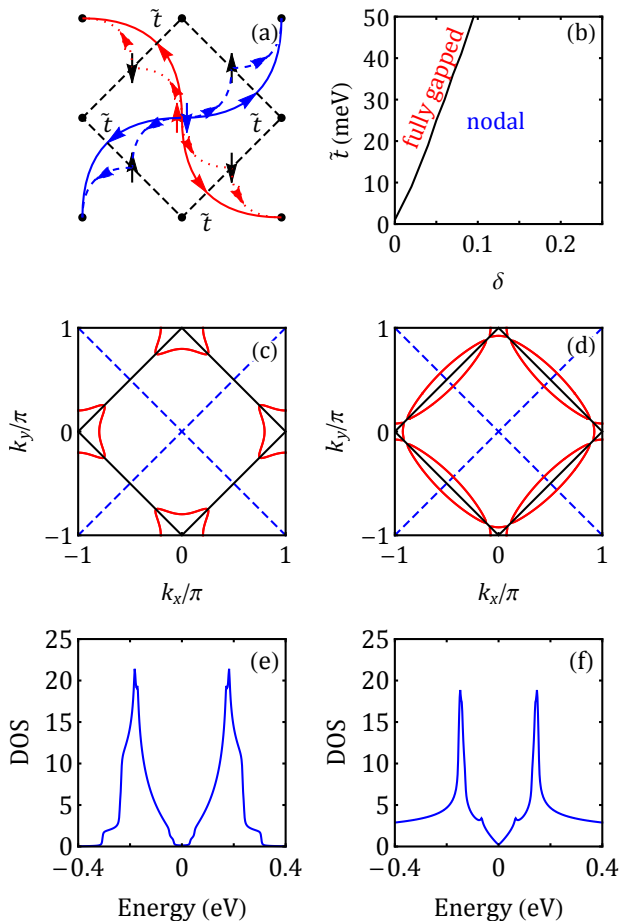 (a)
t̃
t̃
t̃
t̃
(b)
50
40
30
20
10
0
t̃ (meV)
fully gapped
nodal
0
0.1
0.2
δ
(c)
1
0
−1
k_y/π
−1
0
1
k_x/π
(d)
1
0
−1
k_y/π
−1
0
1
k_x/π
(e)
25
20
15
10
5
0
DOS
−0.4
0
0.4
Energy (eV)
(f)
25
20
15
10
5
0
DOS
−0.4
0
0.4
Energy (eV)